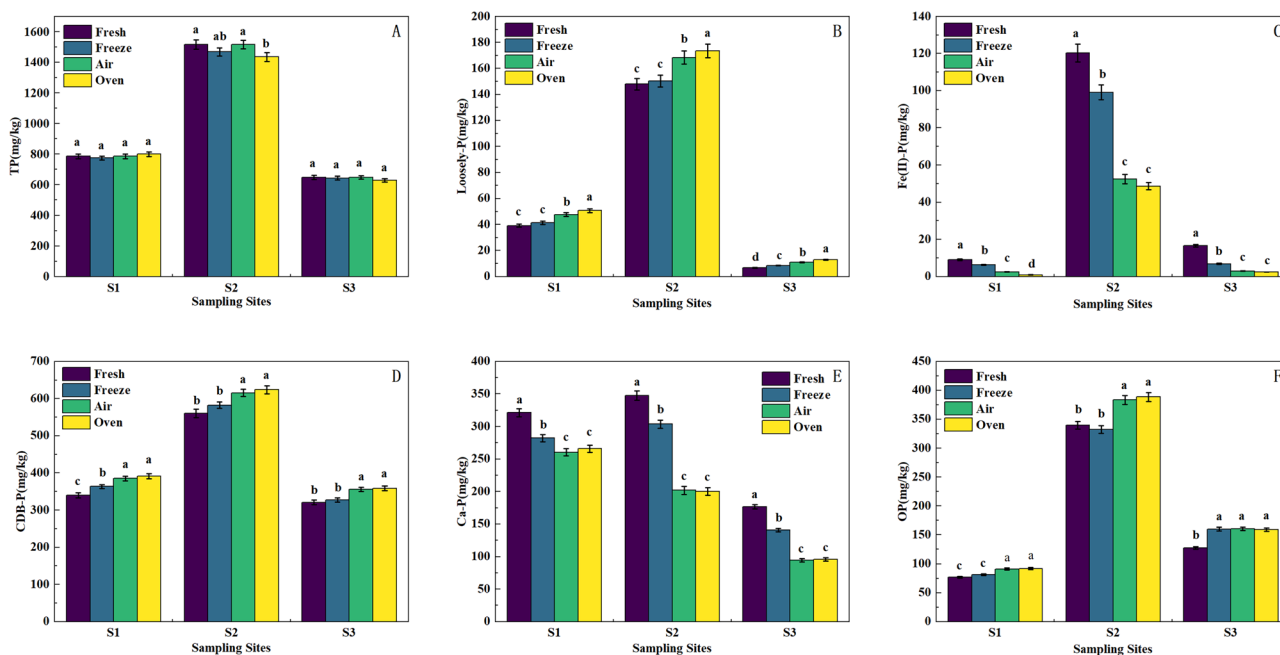 A
Fresh
Freeze
Air
Oven
TP(mg/kg)
1600
1400
1200
1000
800
600
400
200
0
a a a a
a ab a b
a a a a
S1 S2 S3
Sampling Sites
B
Fresh
Freeze
Air
Oven
Loosely-P(mg/kg)
200
180
160
140
120
100
80
60
40
20
0
c c b a
c c b a
d c b a
S1 S2 S3
Sampling Sites
C
Fresh
Freeze
Air
Oven
Fe(II)-P(mg/kg)
140
120
100
80
60
40
20
0
a b c d
a b c c
a b c c
S1 S2 S3
Sampling Sites
D
Fresh
Freeze
Air
Oven
CDB-P(mg/kg)
700
600
500
400
300
200
100
0
c b a a
b b a a
b b a a
S1 S2 S3
Sampling Sites
E
Fresh
Freeze
Air
Oven
Ca-P(mg/kg)
400
350
300
250
200
150
100
50
0
a b c c
a b c c
a b c c
S1 S2 S3
Sampling Sites
F
Fresh
Freeze
Air
Oven
OP(mg/kg)
450
400
350
300
250
200
150
100
50
0
c c a a
b b a a
b a a a
S1 S2 S3
Sampling Sites